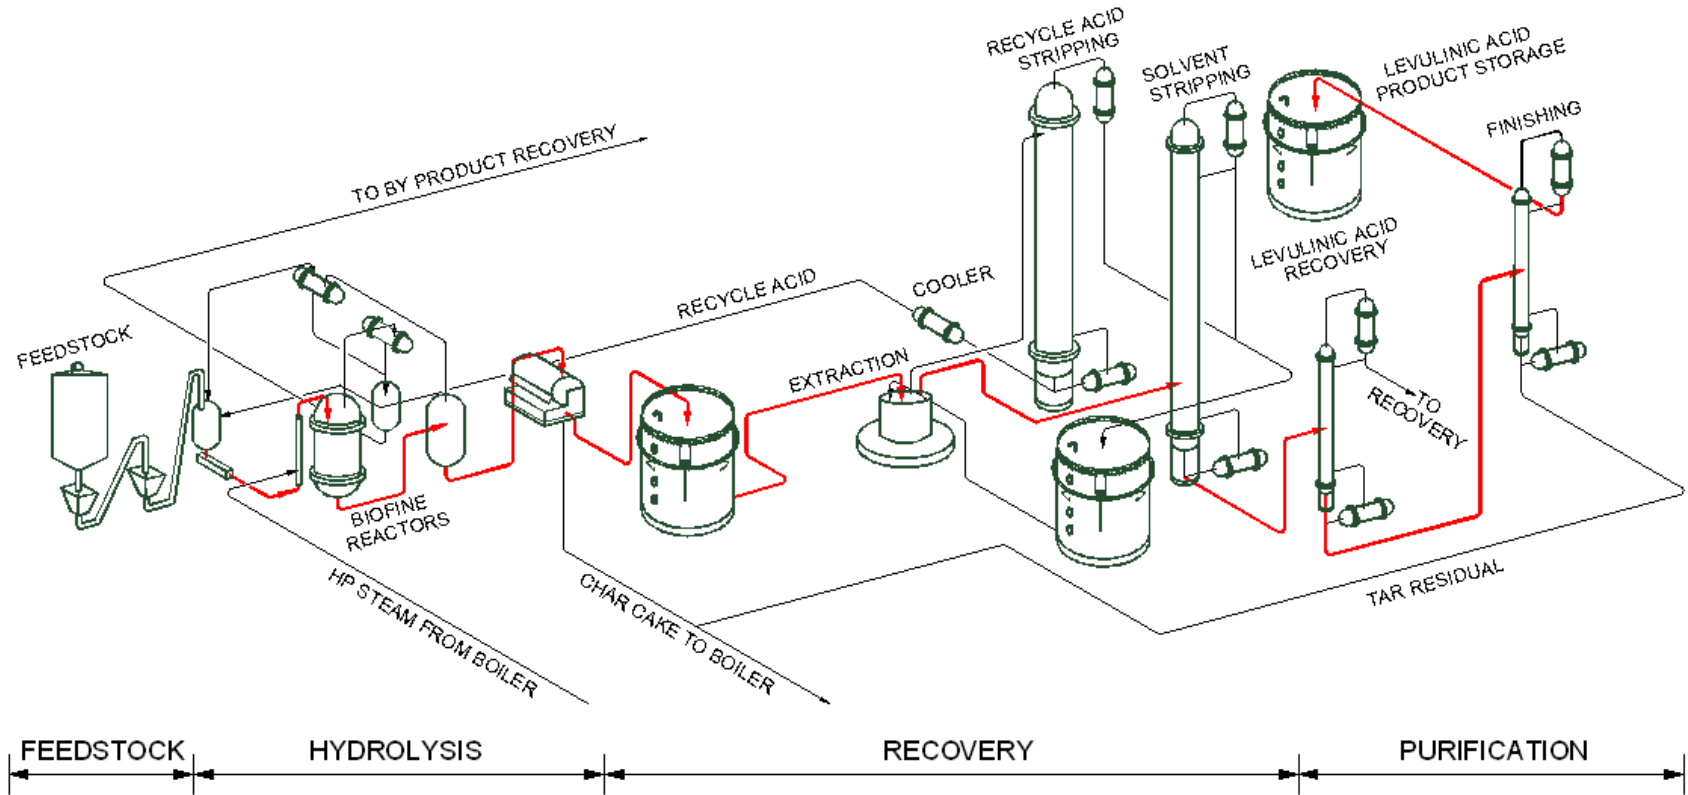 RECYCLE ACID
STRIPPING
SOLVENT
STRIPPING
LEVULINIC ACID
PRODUCT STORAGE
FINISHING
TO BY PRODUCT RECOVERY
LEVULINIC ACID
RECOVERY
RECYCLE ACID
COOLER
FEEDSTOCK
EXTRACTION
TO
RECOVERY
BIOFINE
REACTORS
HP STEAM FROM BOILER
CHAR CAKE TO BOILER
TAR RESIDUAL
FEEDSTOCK
HYDROLYSIS
RECOVERY
PURIFICATION